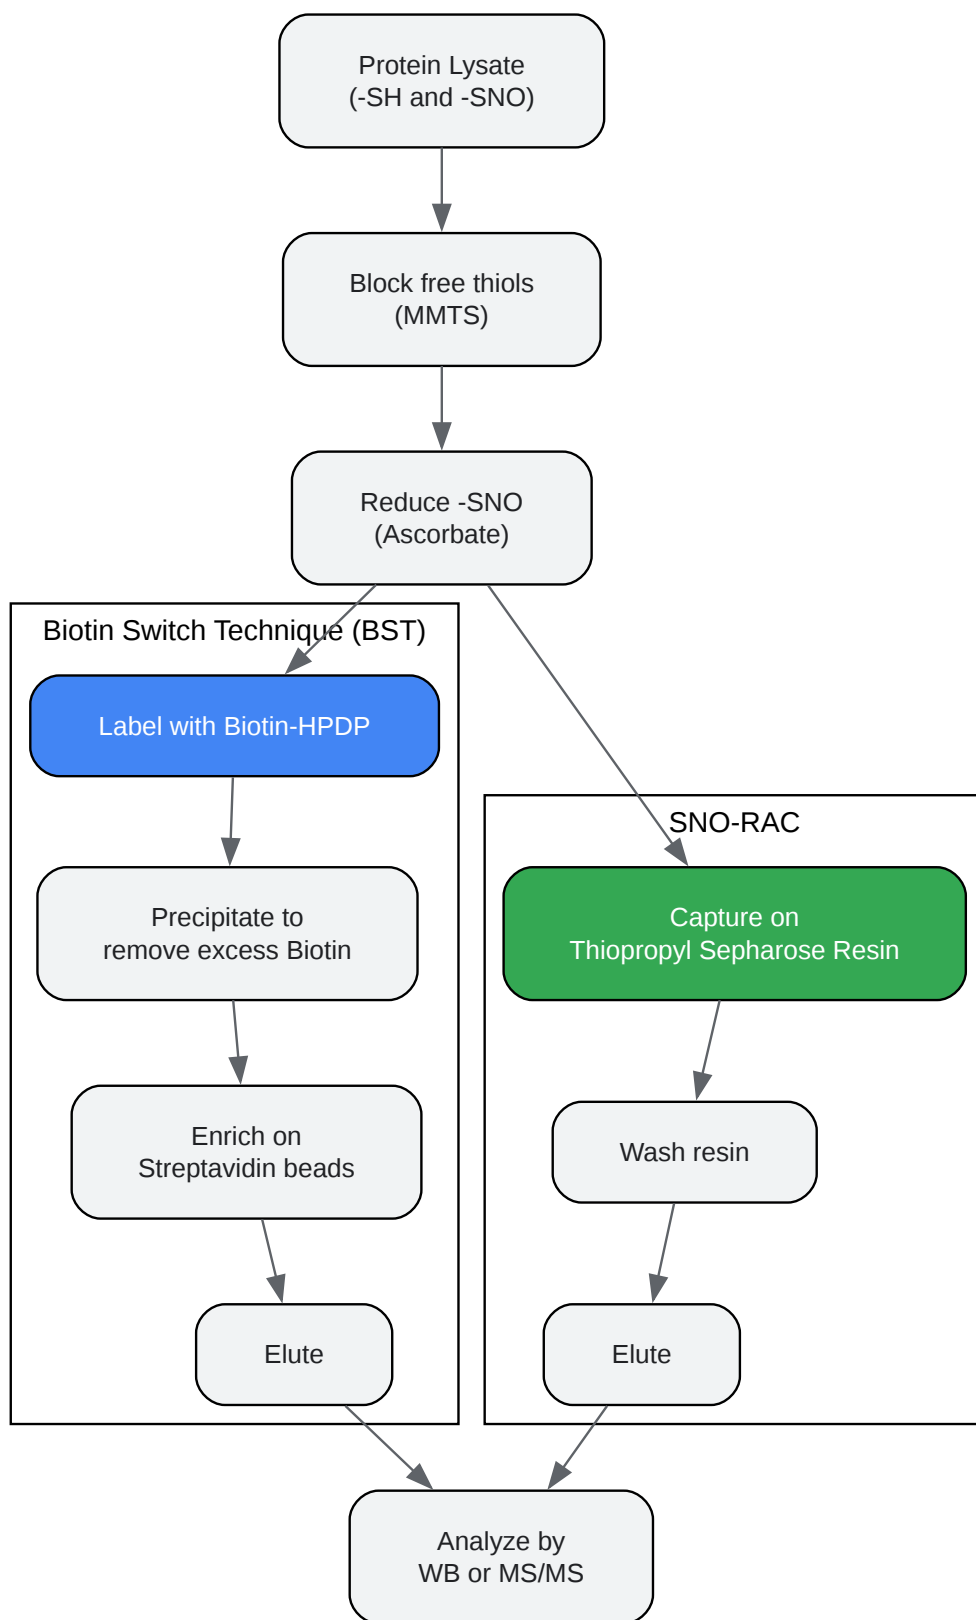 Protein Lysate
(-SH and -SNO)
Block free thiols
(MMTS)
Reduce -SNO
(Ascorbate)
Biotin Switch Technique (BST)
Label with Biotin-HPDP
Precipitate to
remove excess Biotin
Enrich on
Streptavidin beads
Elute
SNO-RAC
Capture on
Thiopropyl Sepharose Resin
Wash resin
Elute
Analyze by
WB or MS/MS